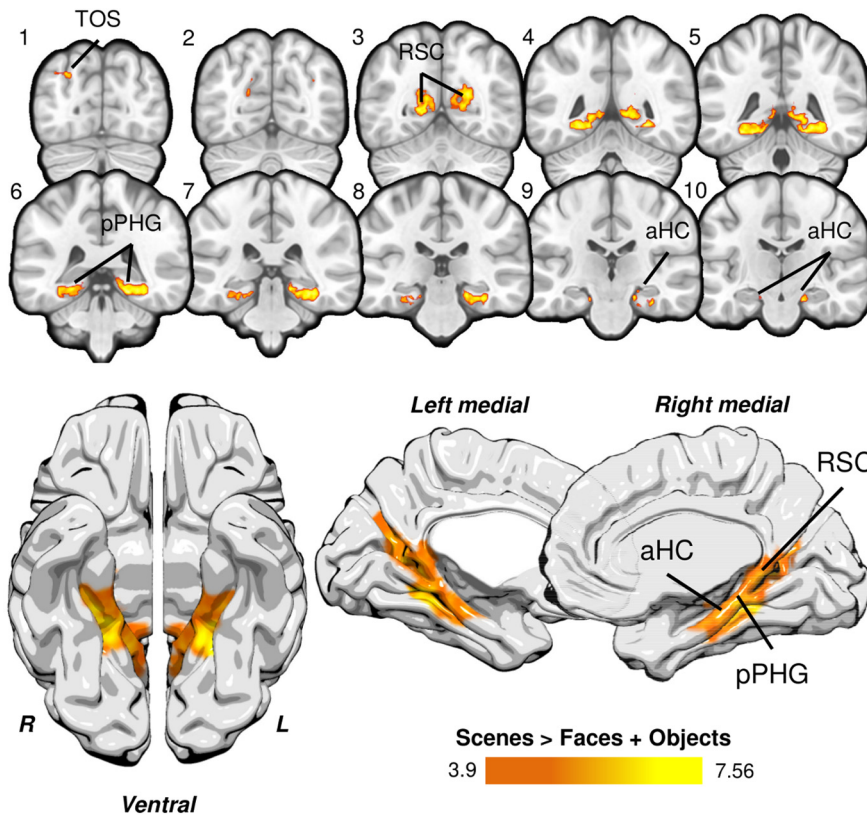 TOS
1
2
3
RSC
4
5
6
pPHG
7
8
9
aHC
10
aHC
Left medial
Right medial
RSC
aHC
pPHG
R
L
Ventral
Scenes > Faces + Objects
3.9
7.56